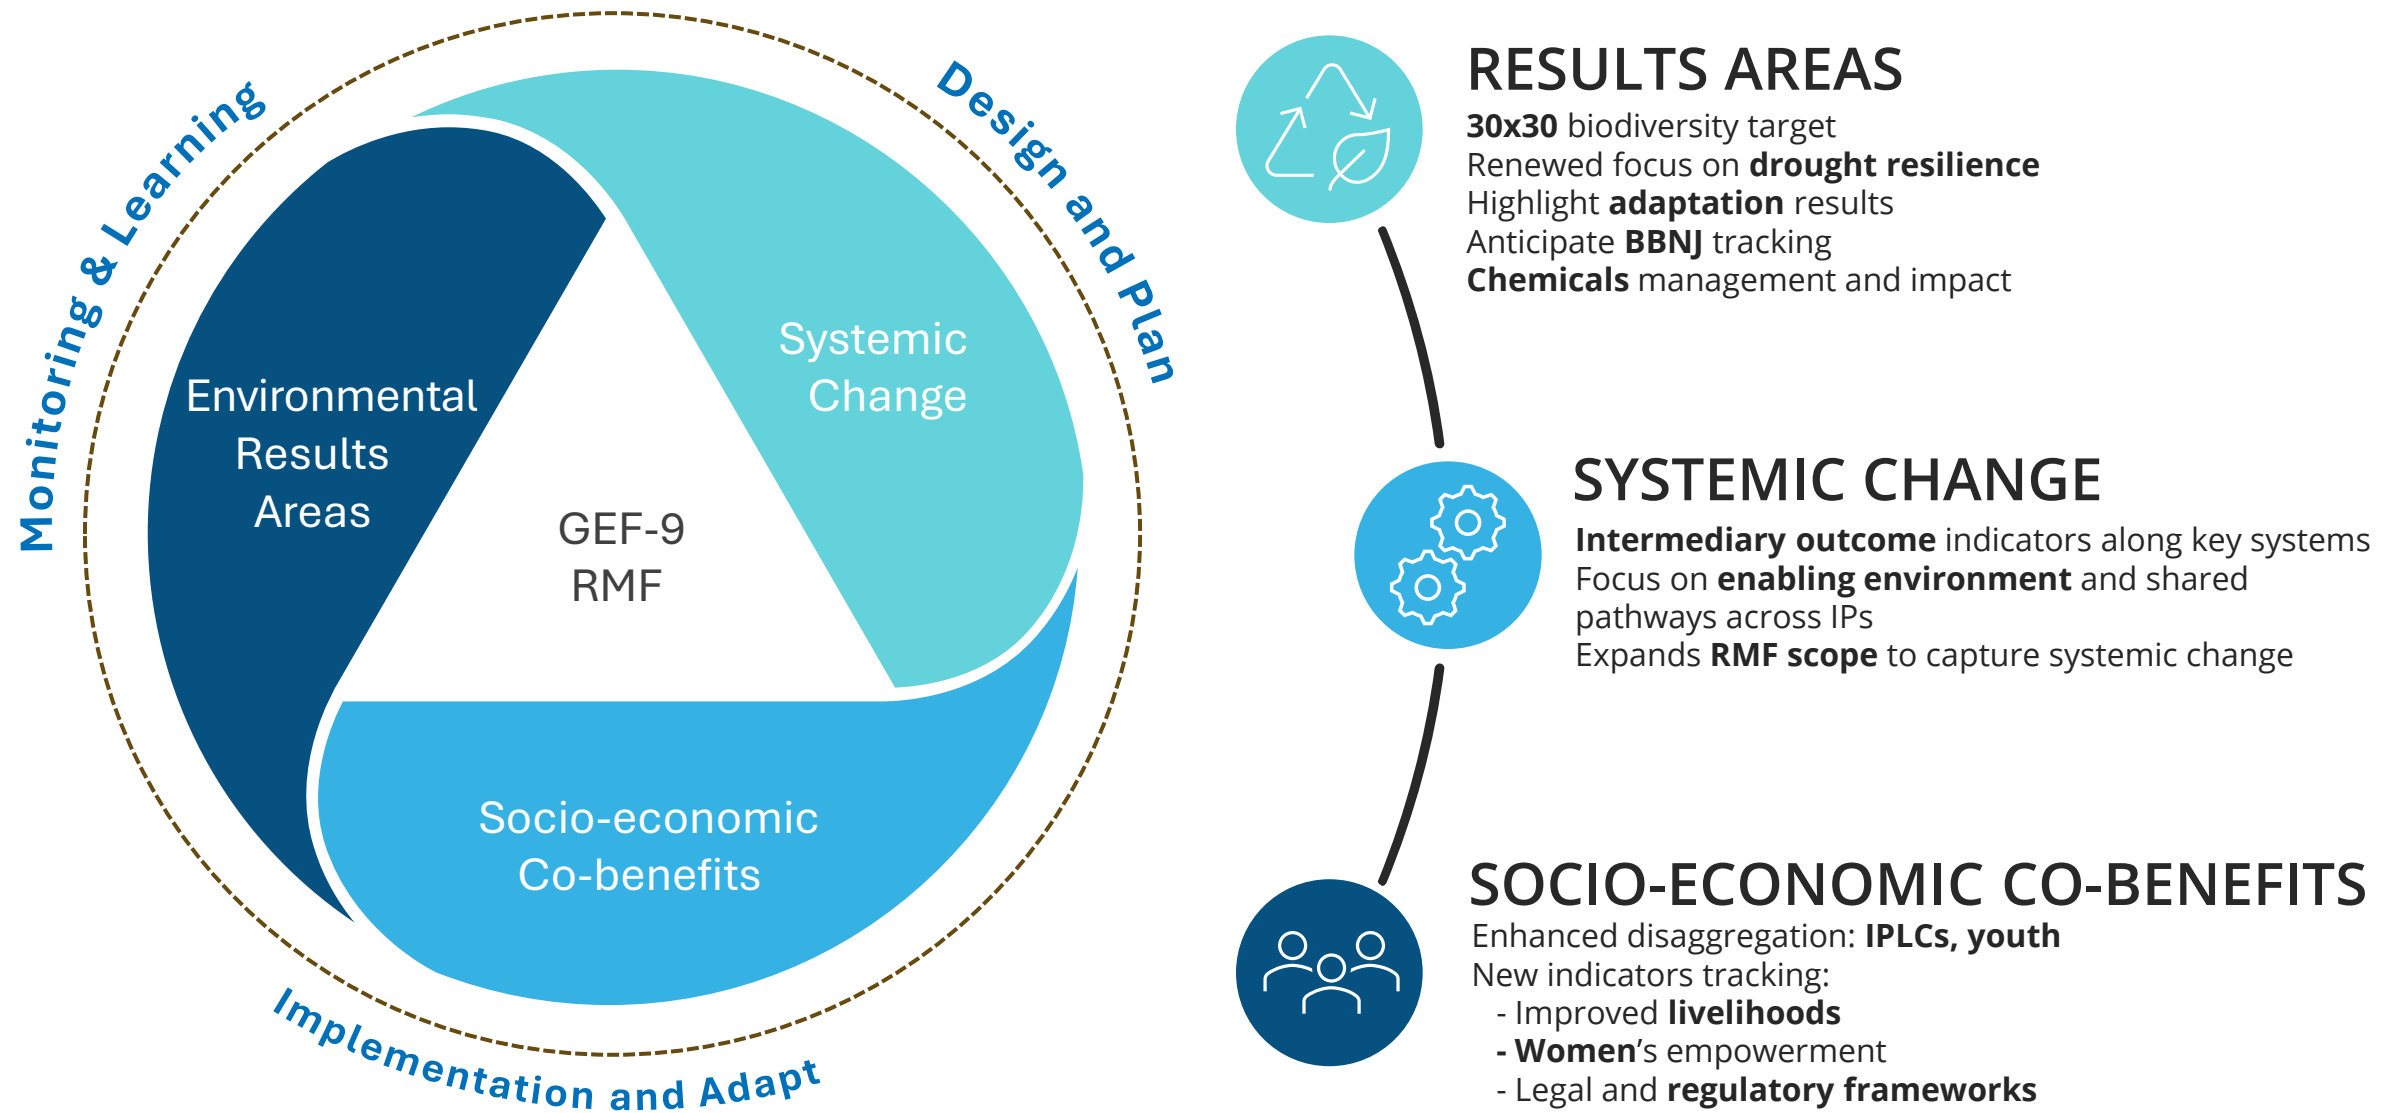 Monitoring & Learning
Design and Plan
Implementation and Adapt
Environmental
Results
Areas
Systemic
Change
GEF-9
RMF
Socio-economic
Co-benefits
RESULTS AREAS
30x30 biodiversity target
Renewed focus on drought resilience
Highlight adaptation results
Anticipate BBNJ tracking
Chemicals management and impact
SYSTEMIC CHANGE
Intermediary outcome indicators along key systems
Focus on enabling environment and shared
pathways across IPs
Expands RMF scope to capture systemic change
SOCIO-ECONOMIC CO-BENEFITS
Enhanced disaggregation: IPLCs, youth
New indicators tracking:
- Improved livelihoods
- Women’s empowerment
- Legal and regulatory frameworks